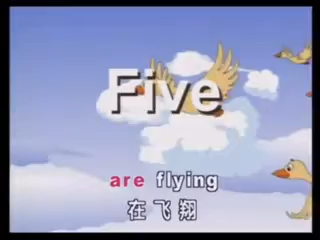 Five
are flying
在飞翔